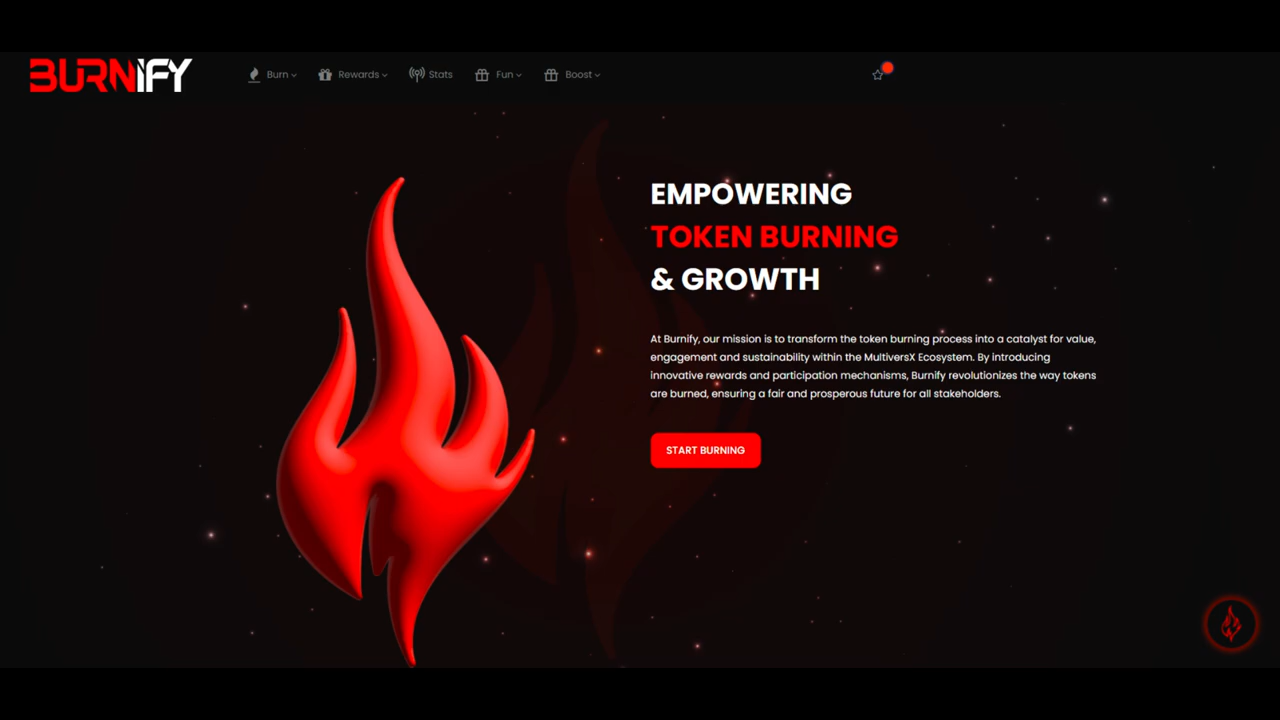 BURNIFY
Burn
Rewards
Stats
Fun
Boost
EMPOWERING
TOKEN BURNING
& GROWTH
At Burnify, our mission is to transform the token burning process into a catalyst for value,
engagement and sustainability within the MultiversX Ecosystem. By introducing
innovative rewards and participation mechanisms, Burnify revolutionizes the way tokens
are burned, ensuring a fair and prosperous future for all stakeholders.
START BURNING